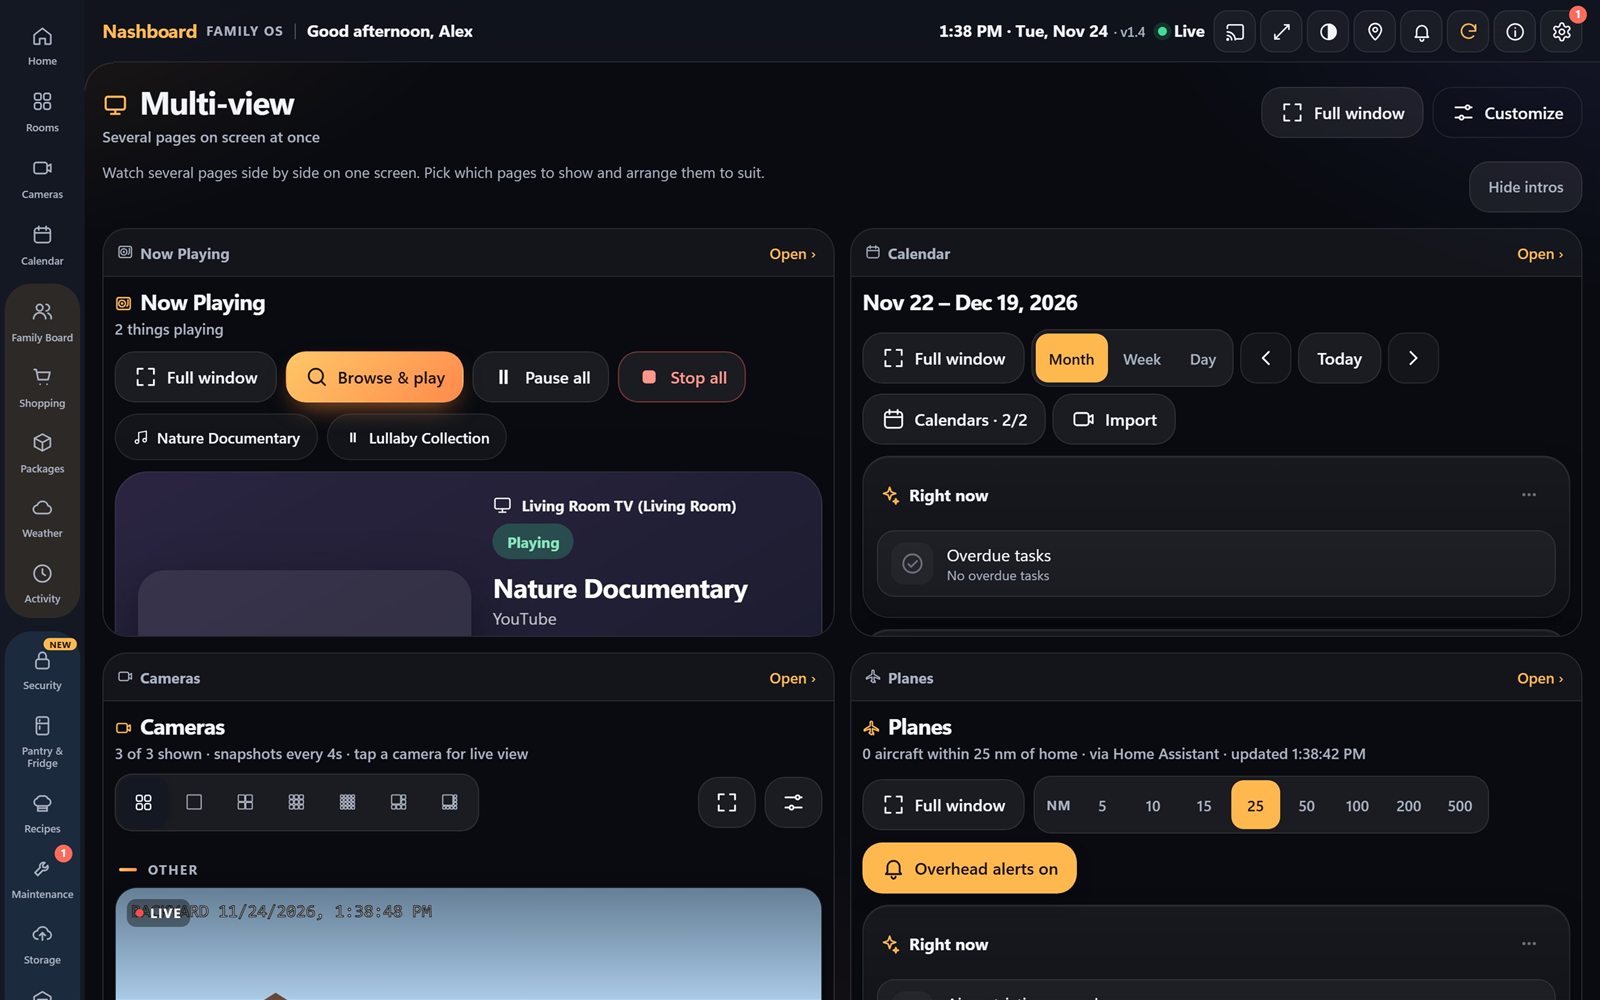 Nashboard FAMILY OS Good afternoon, Alex
1:38 PM · Tue, Nov 24 · v1.4 Live
1
Home
Rooms
Cameras
Calendar
Family Board
Shopping
Packages
Weather
Activity
NEW
Security
Pantry &
Fridge
Recipes
1
Maintenance
Storage
Multi-view
Several pages on screen at once
Watch several pages side by side on one screen. Pick which pages to show and arrange them to suit.
Full window
Customize
Hide intros
Now Playing
Open ›
Now Playing
2 things playing
Full window
Browse & play
Pause all
Stop all
Nature Documentary
Lullaby Collection
Living Room TV (Living Room)
Playing
Nature Documentary
YouTube
Calendar
Open ›
Nov 22 – Dec 19, 2026
Full window
Month
Week
Day
Today
Calendars · 2/2
Import
Right now
Overdue tasks
No overdue tasks
Cameras
Open ›
Cameras
3 of 3 shown · snapshots every 4s · tap a camera for live view
OTHER
LIVE
11/24/2026, 1:38:48 PM
Planes
Open ›
Planes
0 aircraft within 25 nm of home · via Home Assistant · updated 1:38:42 PM
Full window
NM 5 10 15 25 50 100 200 500
Overhead alerts on
Right now